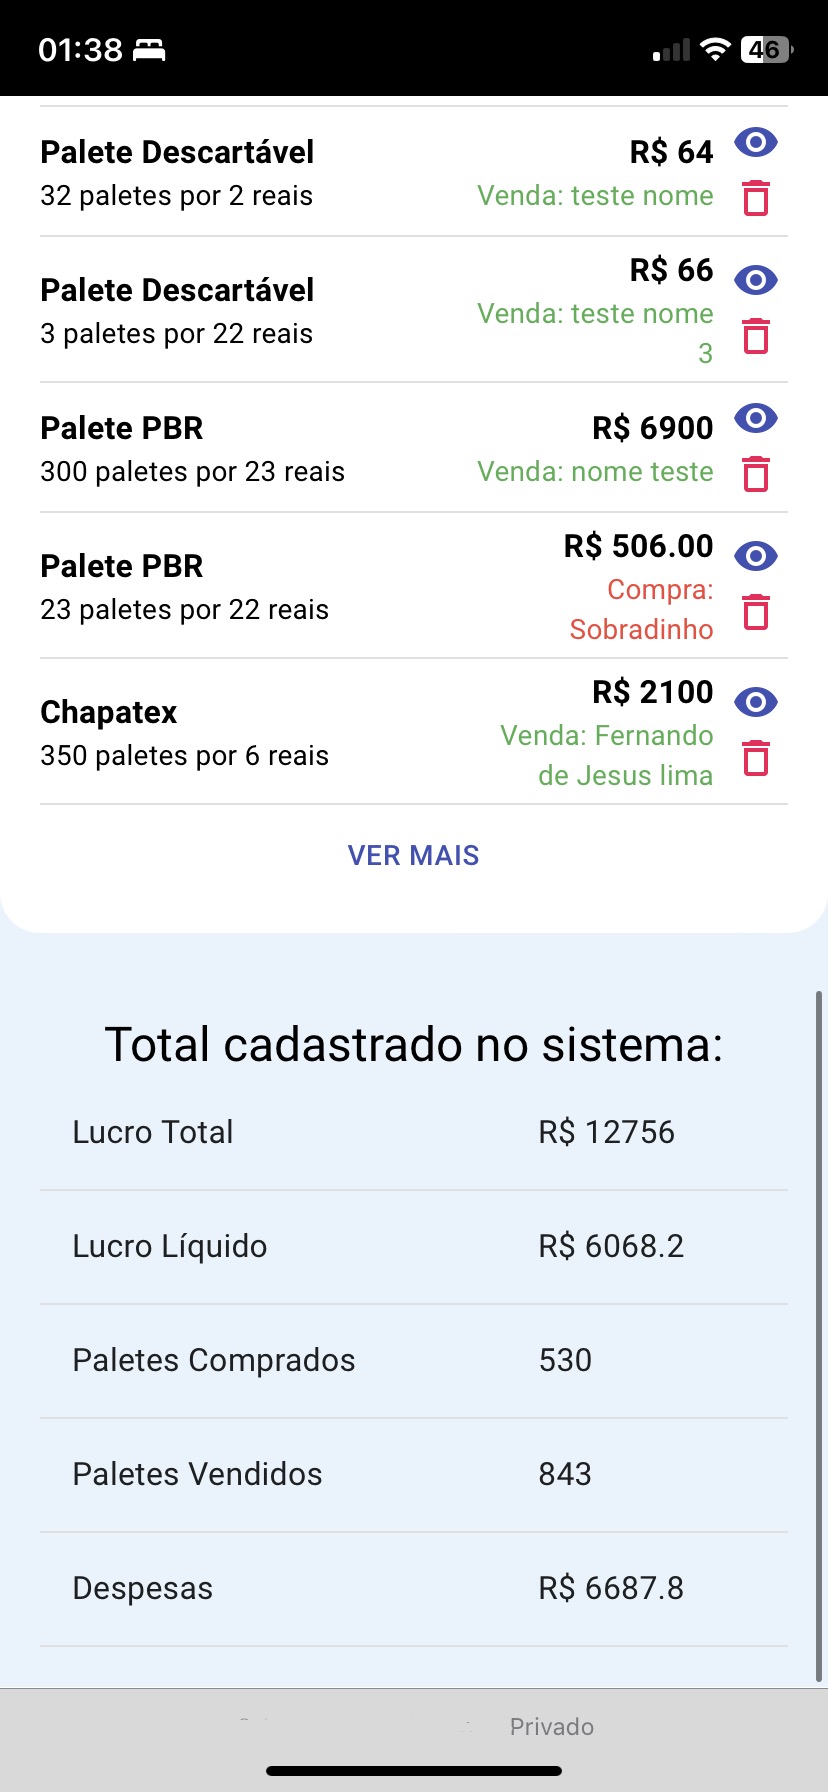 01:38
46
Palete Descartável
R$ 64
32 paletes por 2 reais
Venda: teste nome
Palete Descartável
R$ 66
3 paletes por 22 reais
Venda: teste nome
3
Palete PBR
R$ 6900
300 paletes por 23 reais
Venda: nome teste
Palete PBR
R$ 506.00
23 paletes por 22 reais
Compra:
Sobradinho
Chapatex
R$ 2100
350 paletes por 6 reais
Venda: Fernando
de Jesus lima
VER MAIS
Total cadastrado no sistema:
Lucro Total
R$ 12756
Lucro Líquido
R$ 6068.2
Paletes Comprados
530
Paletes Vendidos
843
Despesas
R$ 6687.8
Privado